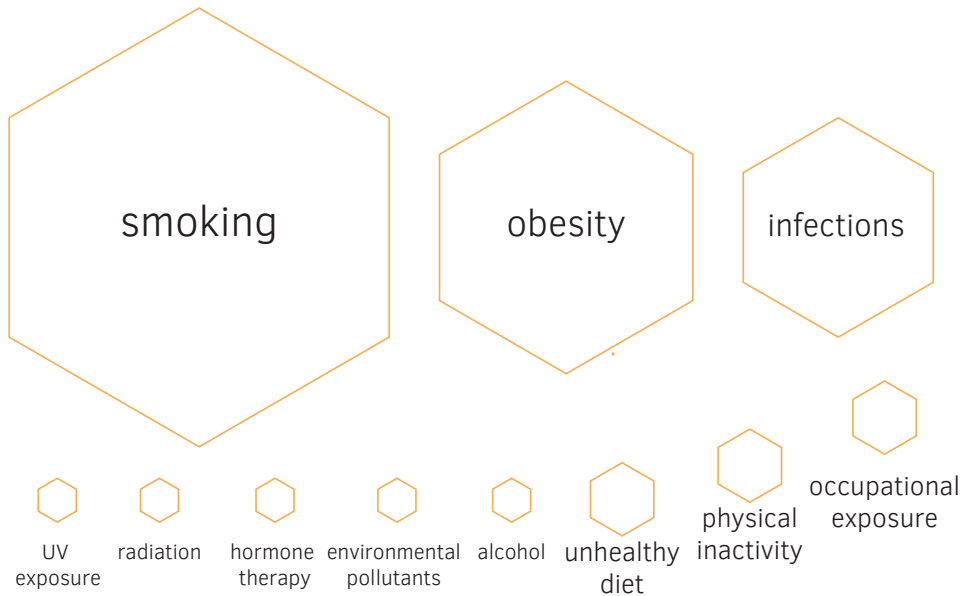 smoking
obesity
infections
UV
exposure
radiation
hormone
therapy
environmental
pollutants
alcohol
unhealthy
diet
physical
inactivity
occupational
exposure